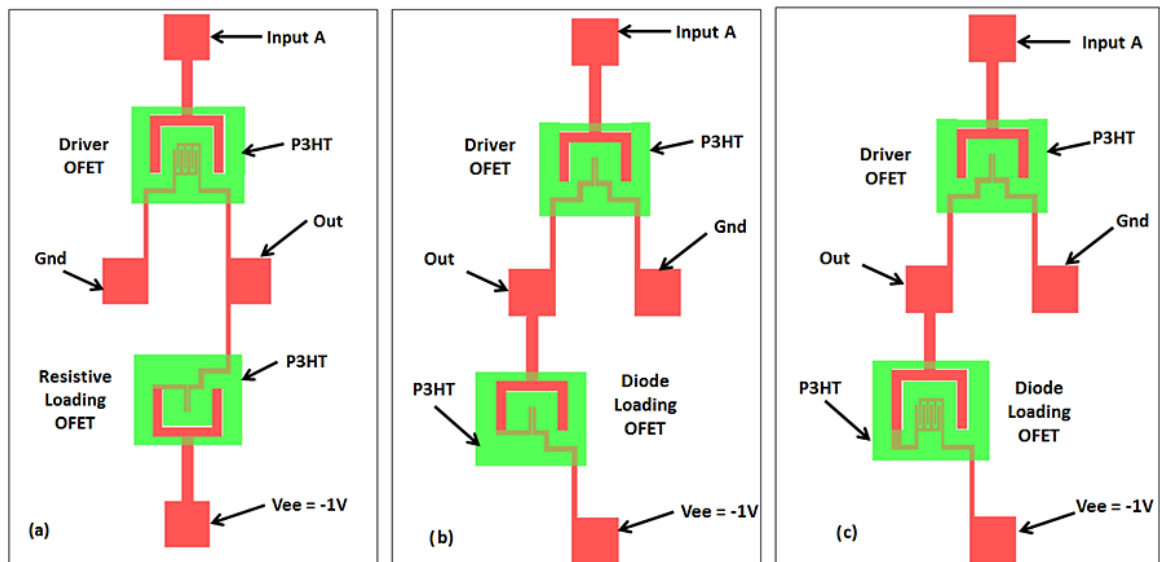 Input A
Driver
OFET
P3HT
Out
Gnd
P3HT
Resistive
Loading
OFET
Vee = -1V
(a)
Input A
Driver
OFET
P3HT
Gnd
Out
P3HT
Diode
Loading
OFET
Vee = -1V
(b)
Input A
Driver
OFET
P3HT
Gnd
Out
P3HT
Diode
Loading
OFET
Vee = -1V
(c)